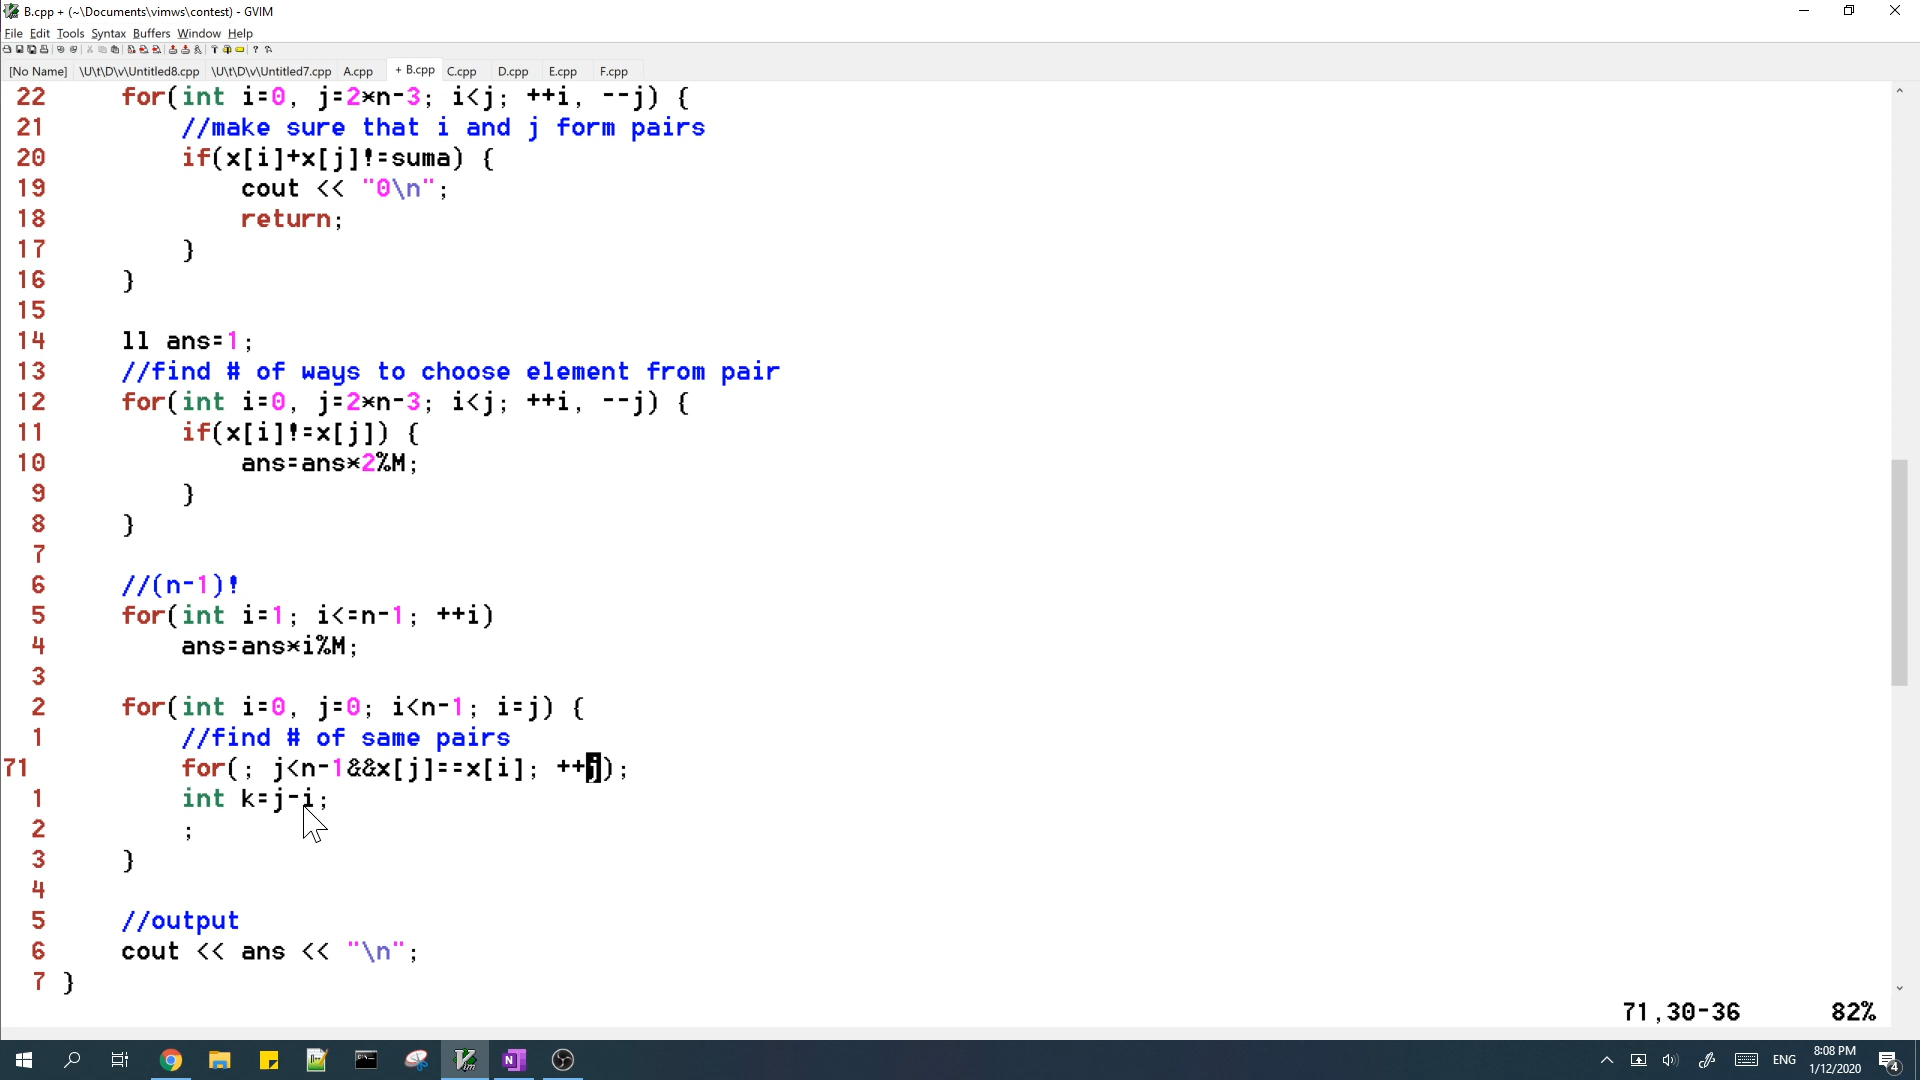 B.cpp + (~\Documents\vimws\contest) - GVIM
File Edit Tools Syntax Buffers Window Help
[No Name] \U\t\D\v\Untitled8.cpp \U\t\D\v\Untitled7.cpp A.cpp + B.cpp C.cpp D.cpp E.cpp F.cpp
22 for(int i=0, j=2*n-3; i<j; ++i, --j) {
21 //make sure that i and j form pairs
20 if(x[i]+x[j]!=suma) {
19 cout << "0\n";
18 return;
17 }
16 }
15
14 ll ans=1;
13 //find # of ways to choose element from pair
12 for(int i=0, j=2*n-3; i<j; ++i, --j) {
11 if(x[i]!=x[j]) {
10 ans=ans*2%M;
9 }
8 }
7
6 //(n-1)!
5 for(int i=1; i<=n-1; ++i)
4 ans=ans*i%M;
3
2 for(int i=0, j=0; i<n-1; i=j) {
1 //find # of same pairs
71 for(; j<n-1&&x[j]==x[i]; ++j);
1 int k=j-i;
2 ;
3 }
4
5 //output
6 cout << ans << "\n";
7 }
71,30-36 82%
ENG
8:08 PM
1/12/2020
4